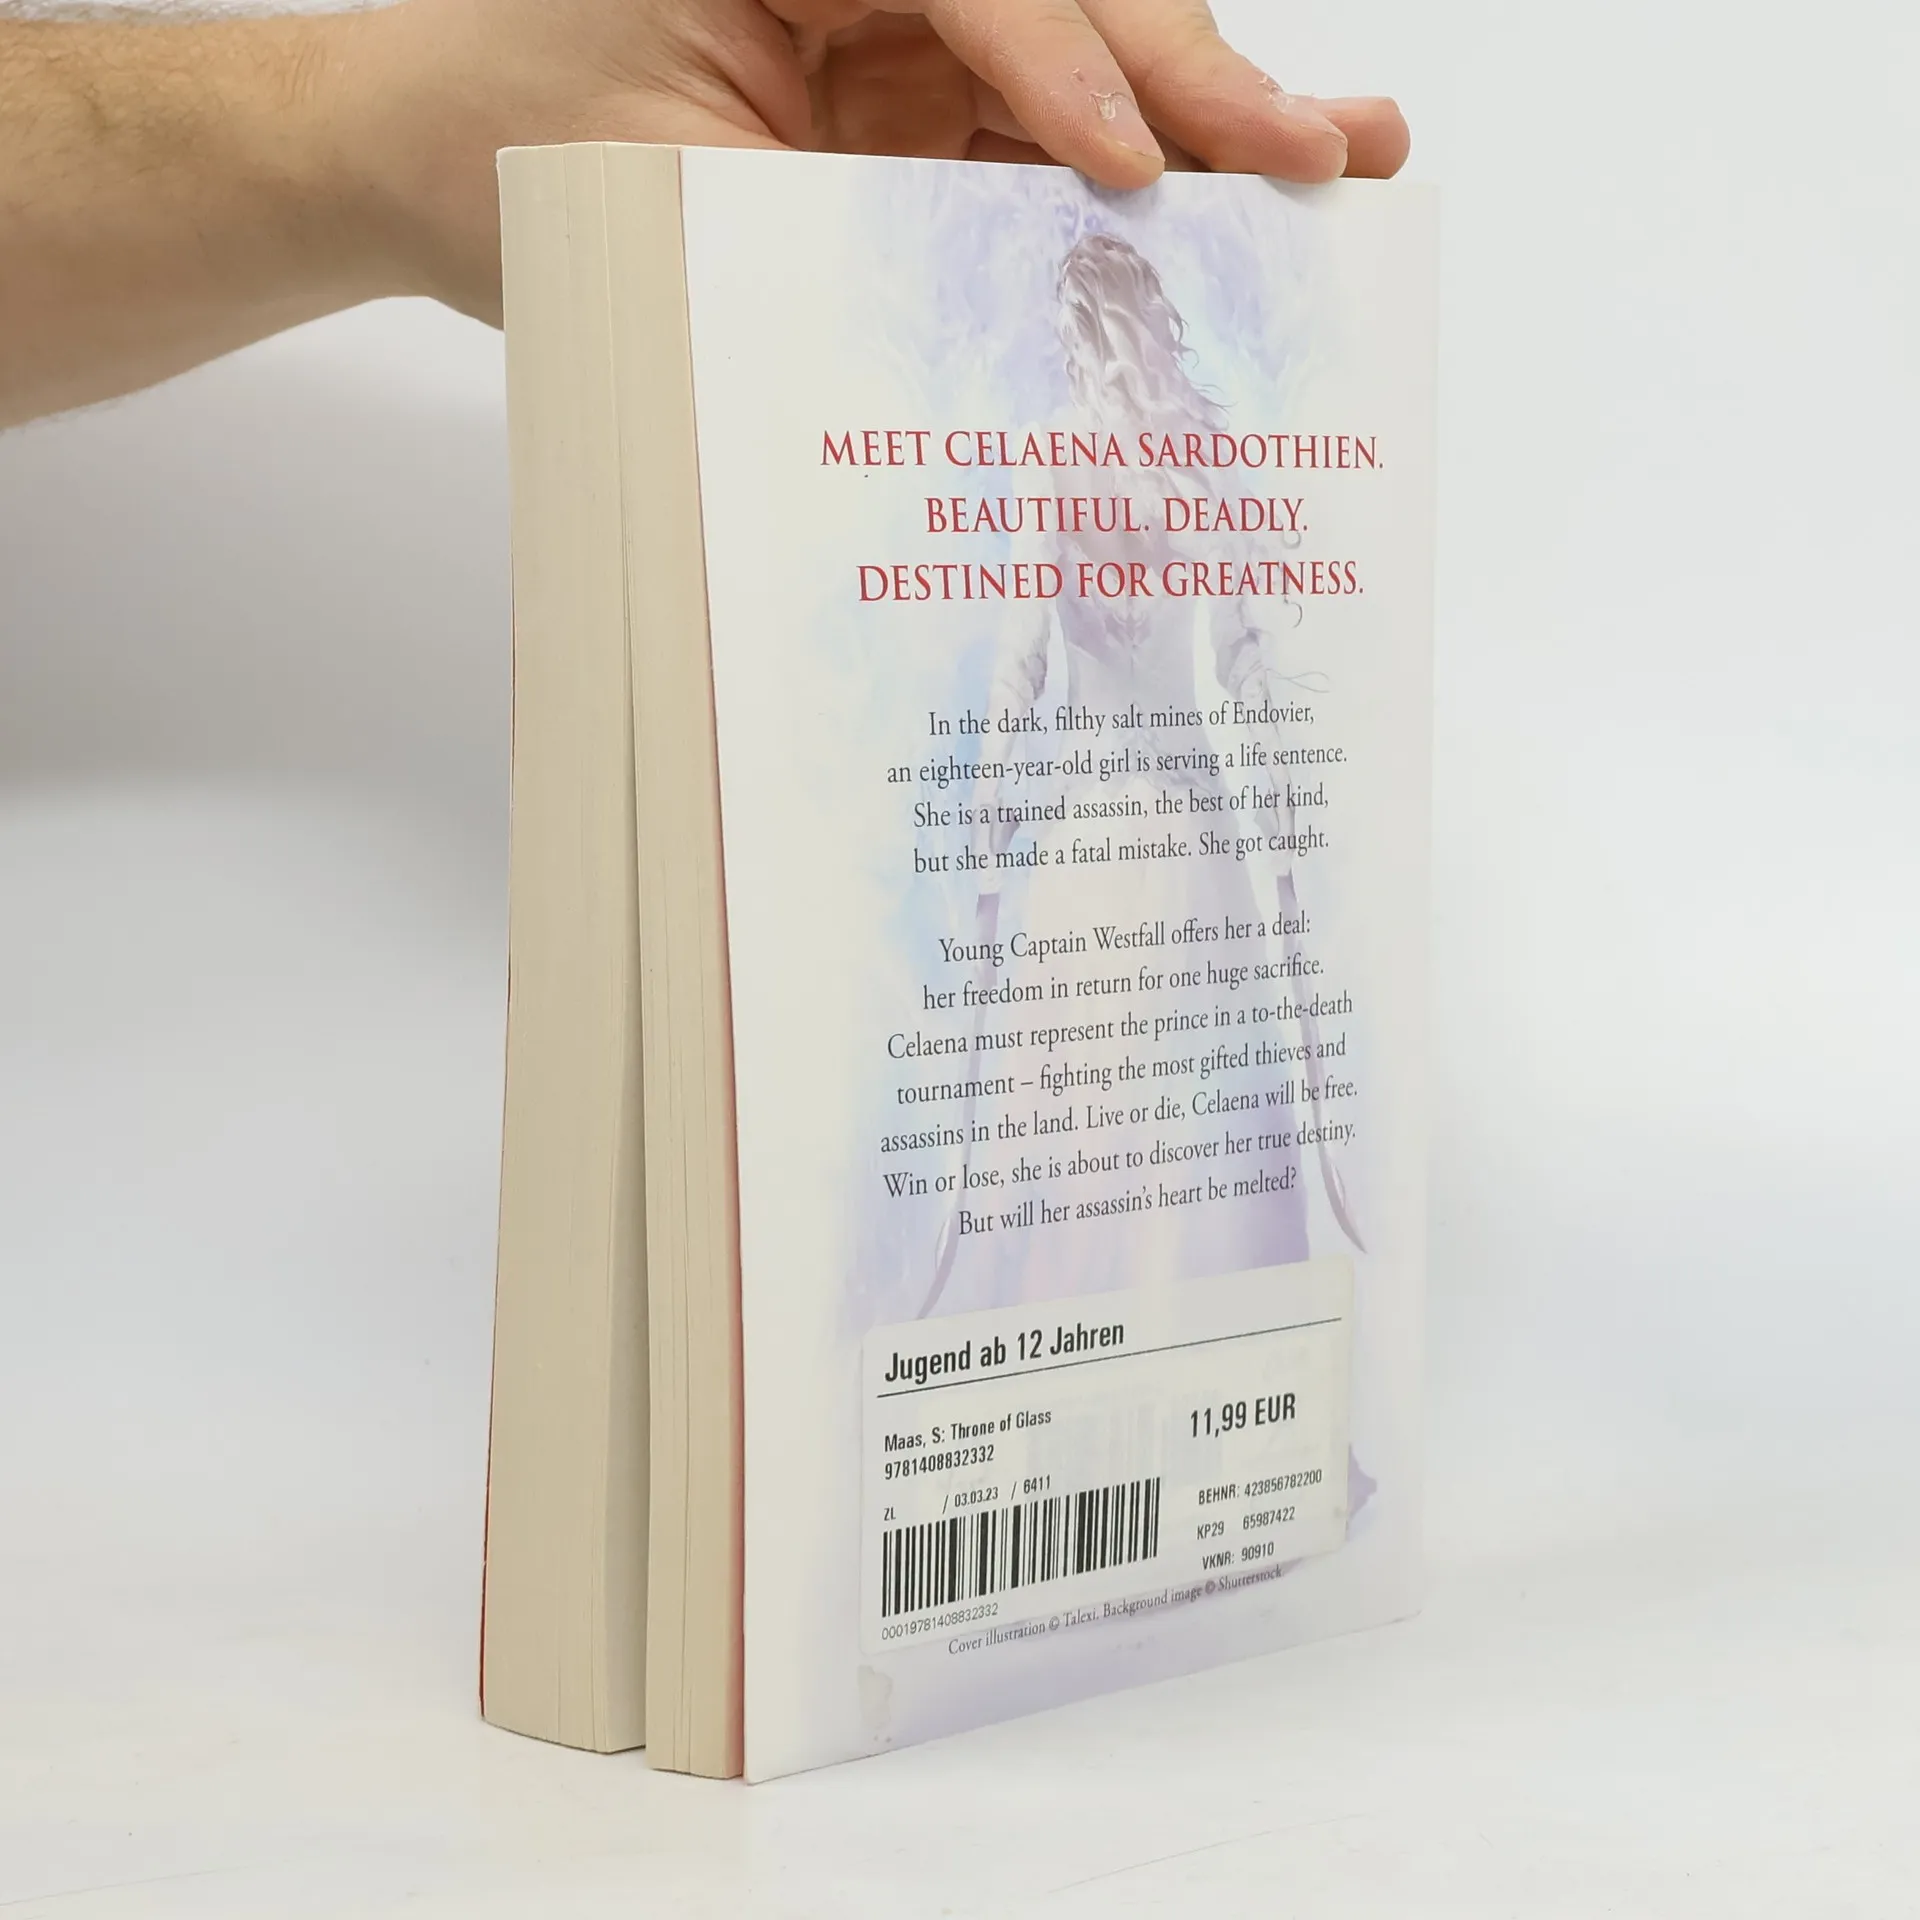 MEET CELAENA SARDOTHIEN.
BEAUTIFUL. DEADLY.
DESTINED FOR GREATNESS.
In the dark, filthy salt mines of Endovier,
an eighteen-year-old girl is serving a life sentence.
She is a trained assassin, the best of her kind,
but she made a fatal mistake. She got caught.
Young Captain Westfall offers her a deal:
her freedom in return for one huge sacrifice.
Celaena must represent the prince in a to-the-death
tournament – fighting the most gifted thieves and
assassins in the land. Live or die, Celaena will be free.
Win or lose, she is about to discover her true destiny.
But will her assassin's heart be melted?
Jugend ab 12 Jahren
Maas, S: Throne of Glass
9781408832332
11,99 EUR
ZL / 03.03.23 / 6411
BEHNR: 423856782200
KP29 65987422
VKNR: 90910
00019781408832332
Cover illustration © Talexi. Background image © Shutterstock